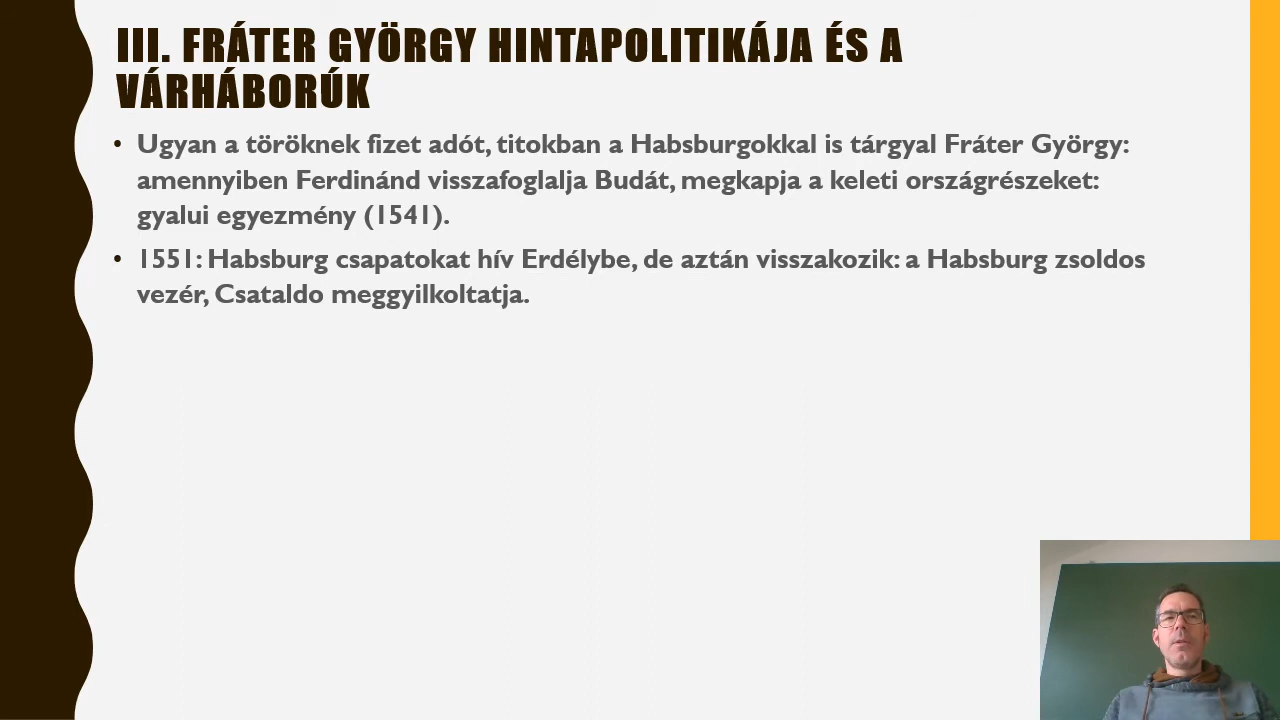 III. FRÁTER GYÖRGY HINTAPOLITIKÁJA ÉS A
VÁRHÁBORÚK
• Ugyan a töröknek fizet adót, titokban a Habsburgokkal is tárgyal Fráter György:
amennyiben Ferdinánd visszafoglalja Budát, megkapja a keleti országrészeket:
gyalui egyezmény (1541).
• 1551: Habsburg csapatokat hív Erdélybe, de aztán visszakozik: a Habsburg zsoldos
vezér, Csataldo meggyilkoltatja.